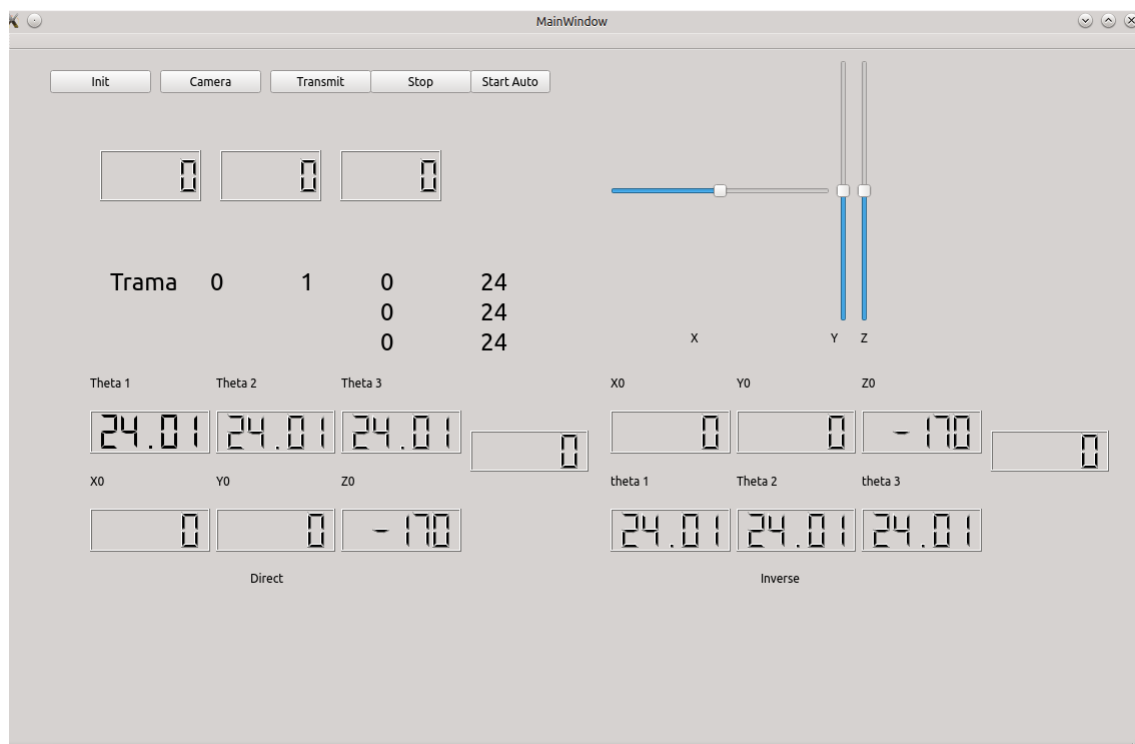 MainWindow
Init Camera Transmit Stop Start Auto
0 0 0
Trama 0 1 0 24
0 24
0 24
X Y Z
Theta 1 Theta 2 Theta 3 X0 Y0 Z0
24.01 24.01 24.01 0 0 0 -170 0
X0 Y0 Z0 theta 1 Theta 2 theta 3
0 0 -170 24.01 24.01 24.01
Direct Inverse